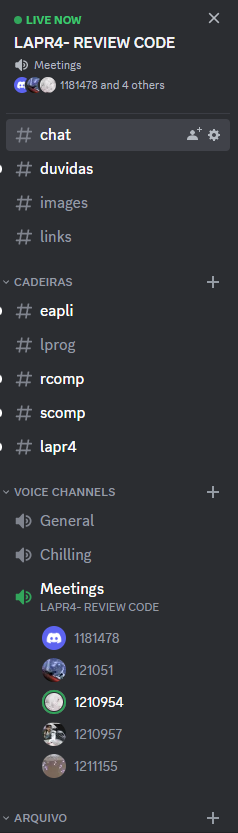 LIVE NOW
LAPR4- REVIEW CODE
Meetings
1181478 and 4 others
# chat
# duvidas
# images
# links
CADEIRAS
# eapli
# lprog
# rcomp
# scomp
# lapr4
VOICE CHANNELS
General
Chilling
Meetings
LAPR4- REVIEW CODE
1181478
121051
1210954
1210957
1211155
ARQUIVO